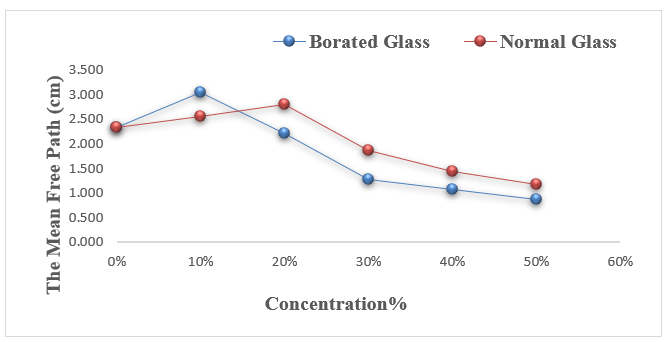 Borated Glass
Normal Glass
The Mean Free Path (cm)
3.500
3.000
2.500
2.000
1.500
1.000
0.500
0.000
0% 10% 20% 30% 40% 50% 60%
Concentration%